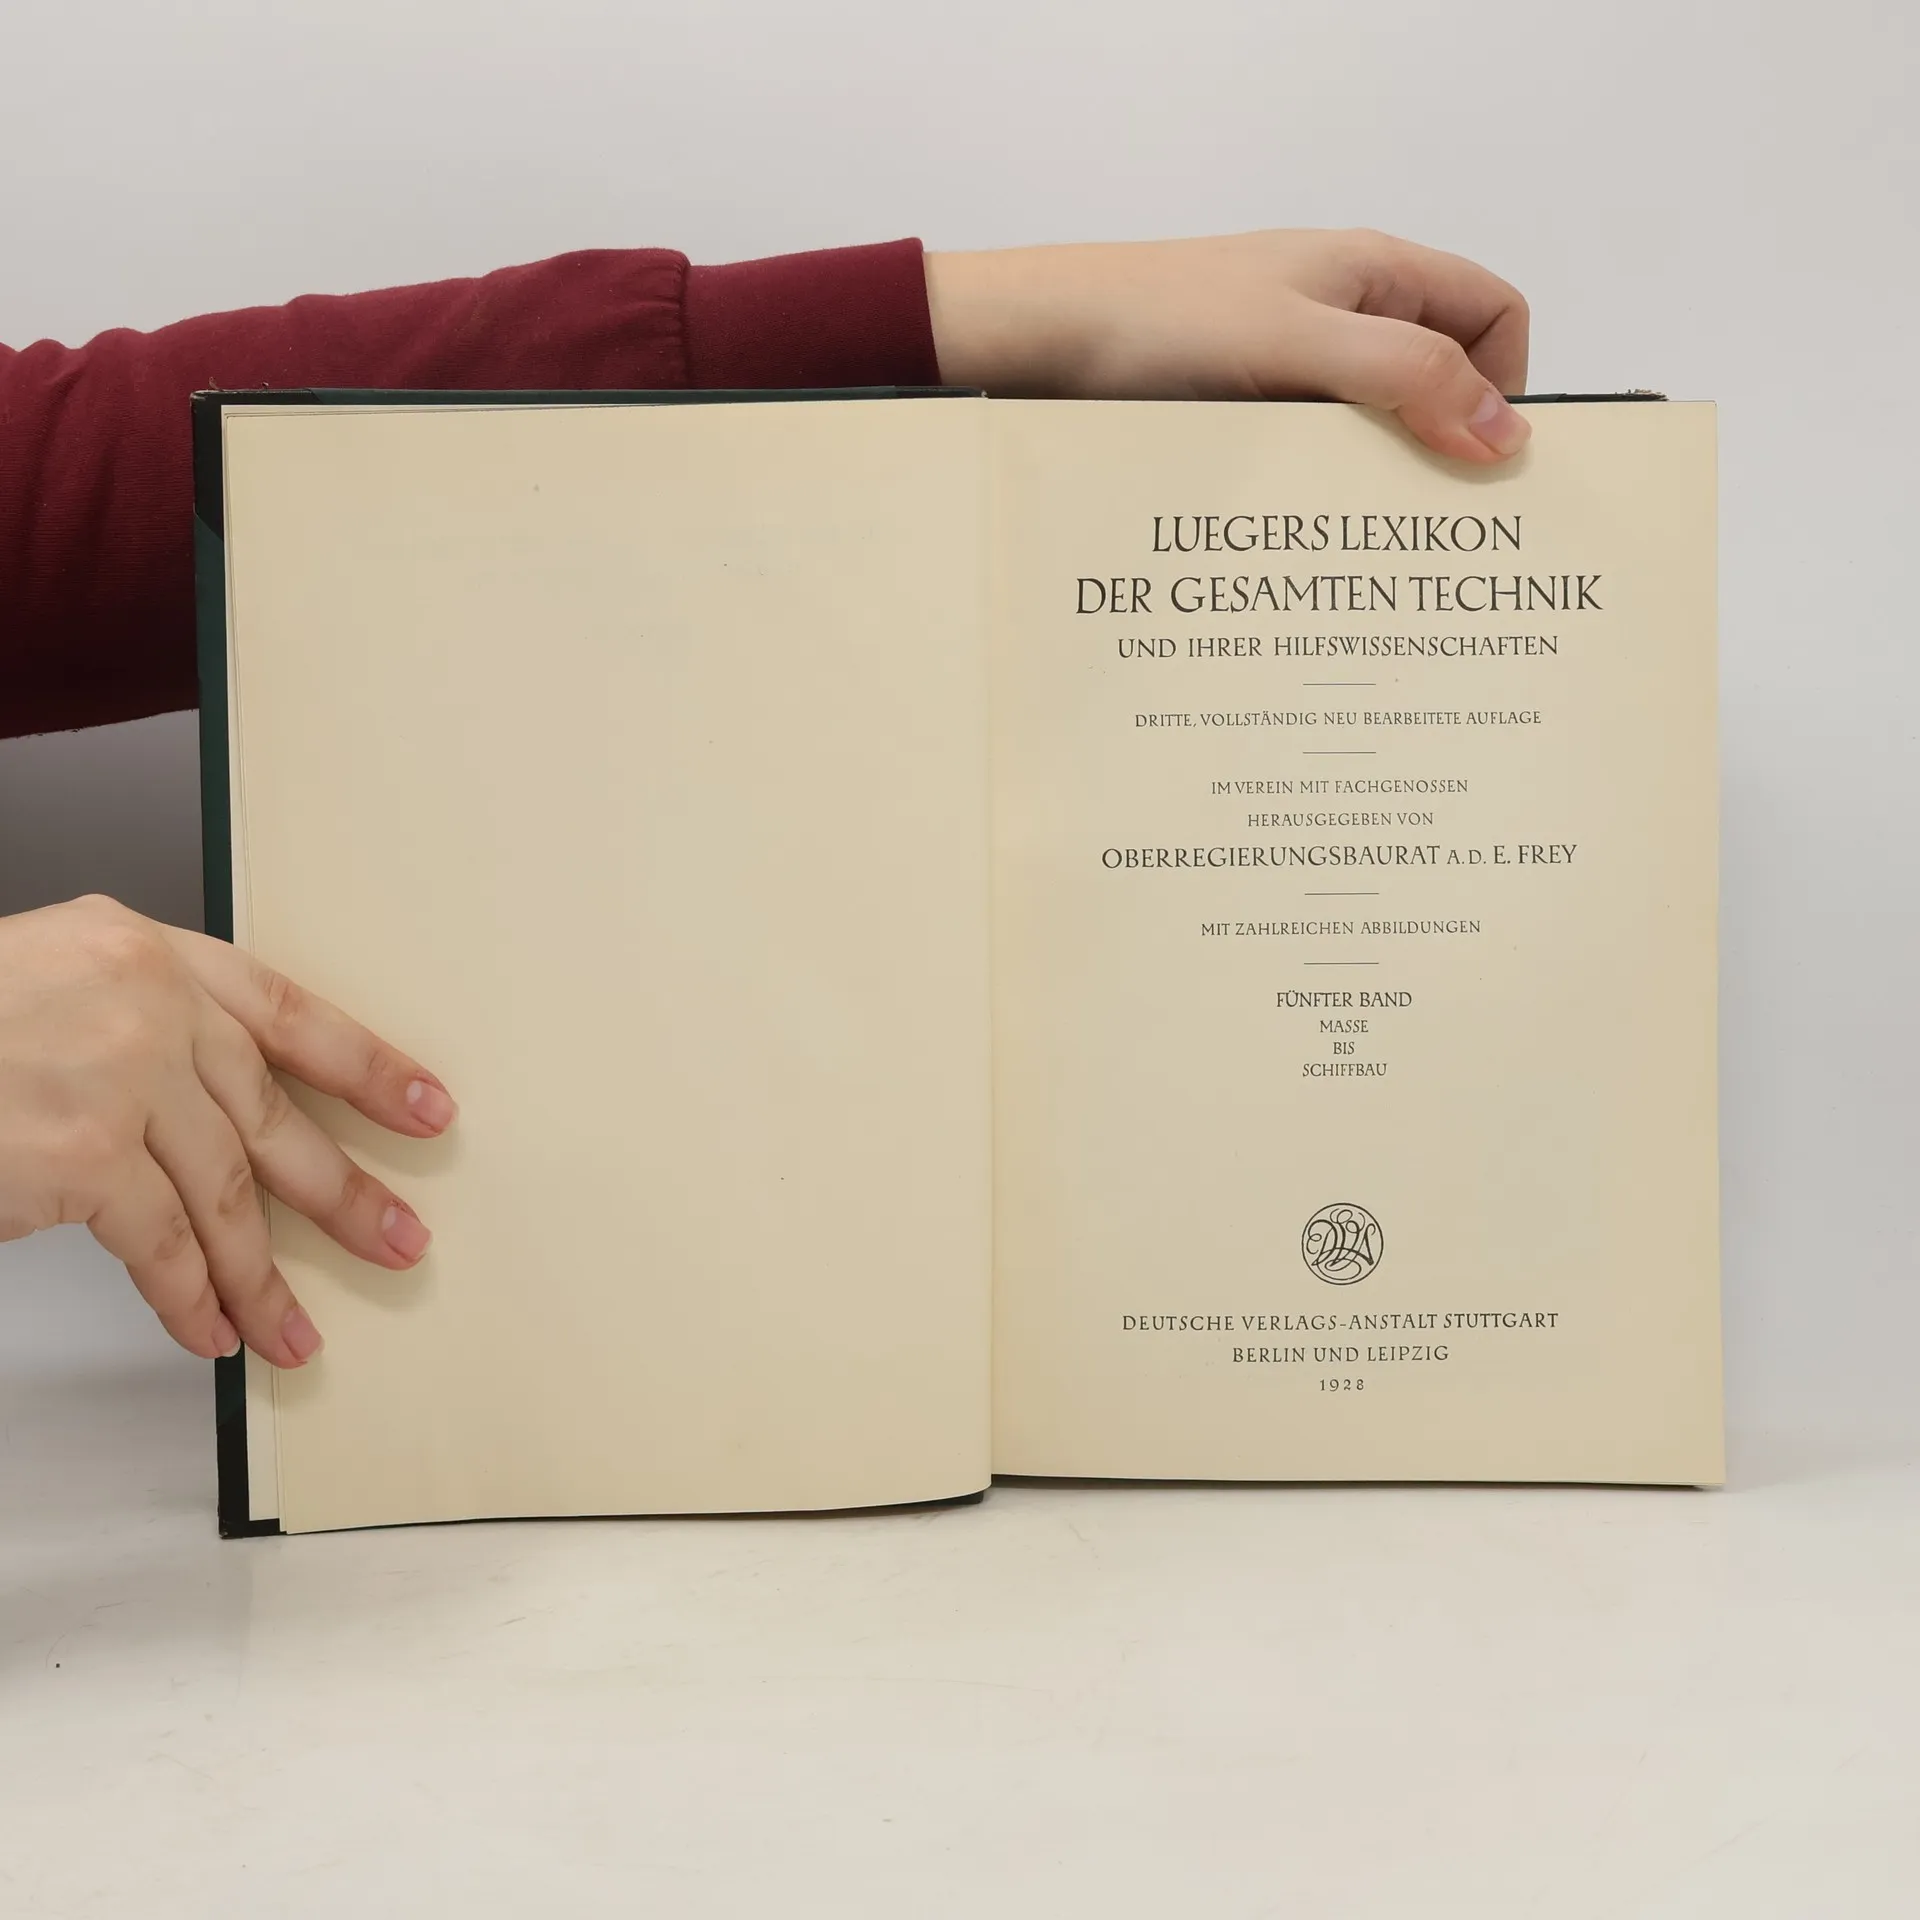 LUEGERS LEXIKON
DER GESAMTEN TECHNIK
UND IHRER HILFSWISSENSCHAFTEN
DRITTE, VOLLSTÄNDIG NEU BEARBEITETE AUFLAGE
IM VEREIN MIT FACHGENOSSEN
HERAUSGEGEBEN VON
OBERREGIERUNGSBAURAT A. D. E. FREY
MIT ZAHLREICHEN ABBILDUNGEN
FÜNFTER BAND
MASSE
BIS
SCHIFFBAU
DEUTSCHE VERLAGS-ANSTALT STUTTGART
BERLIN UND LEIPZIG
1928